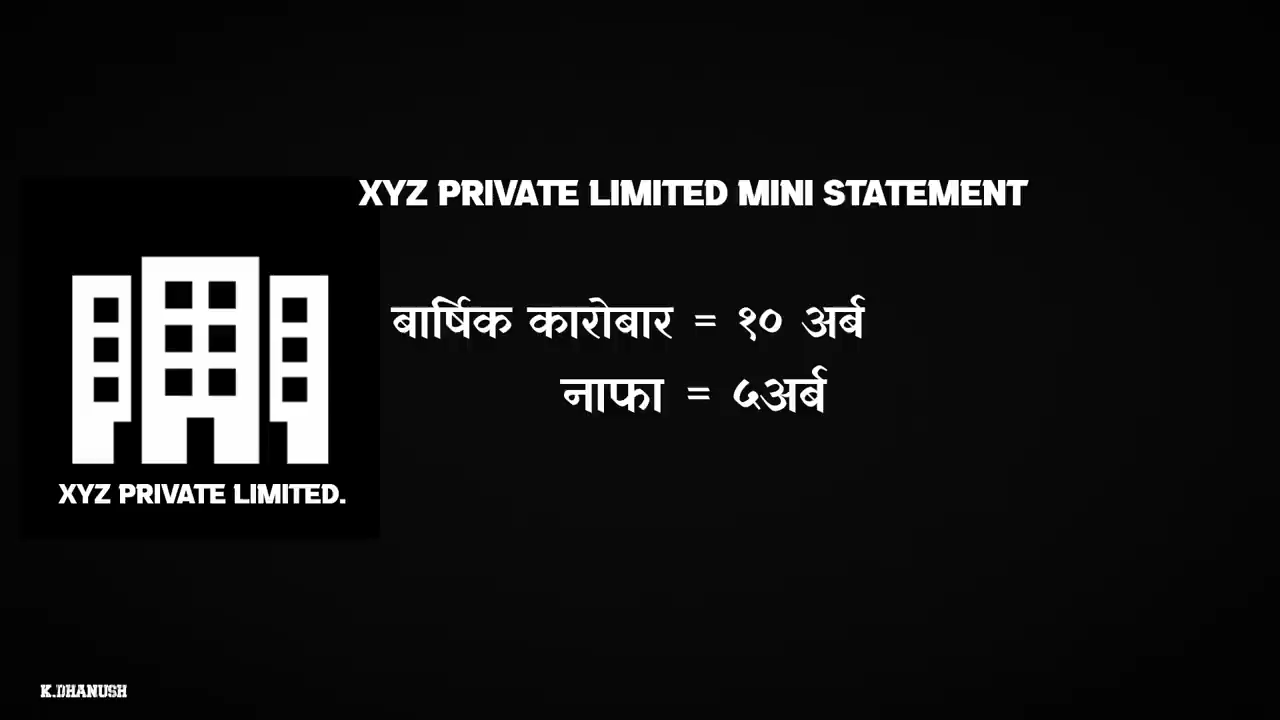 XYZ PRIVATE LIMITED MINI STATEMENT
बार्षिक कारोबार = १० अर्ब
नाफा = ५अर्ब
XYZ PRIVATE LIMITED.
K.DHANUSH